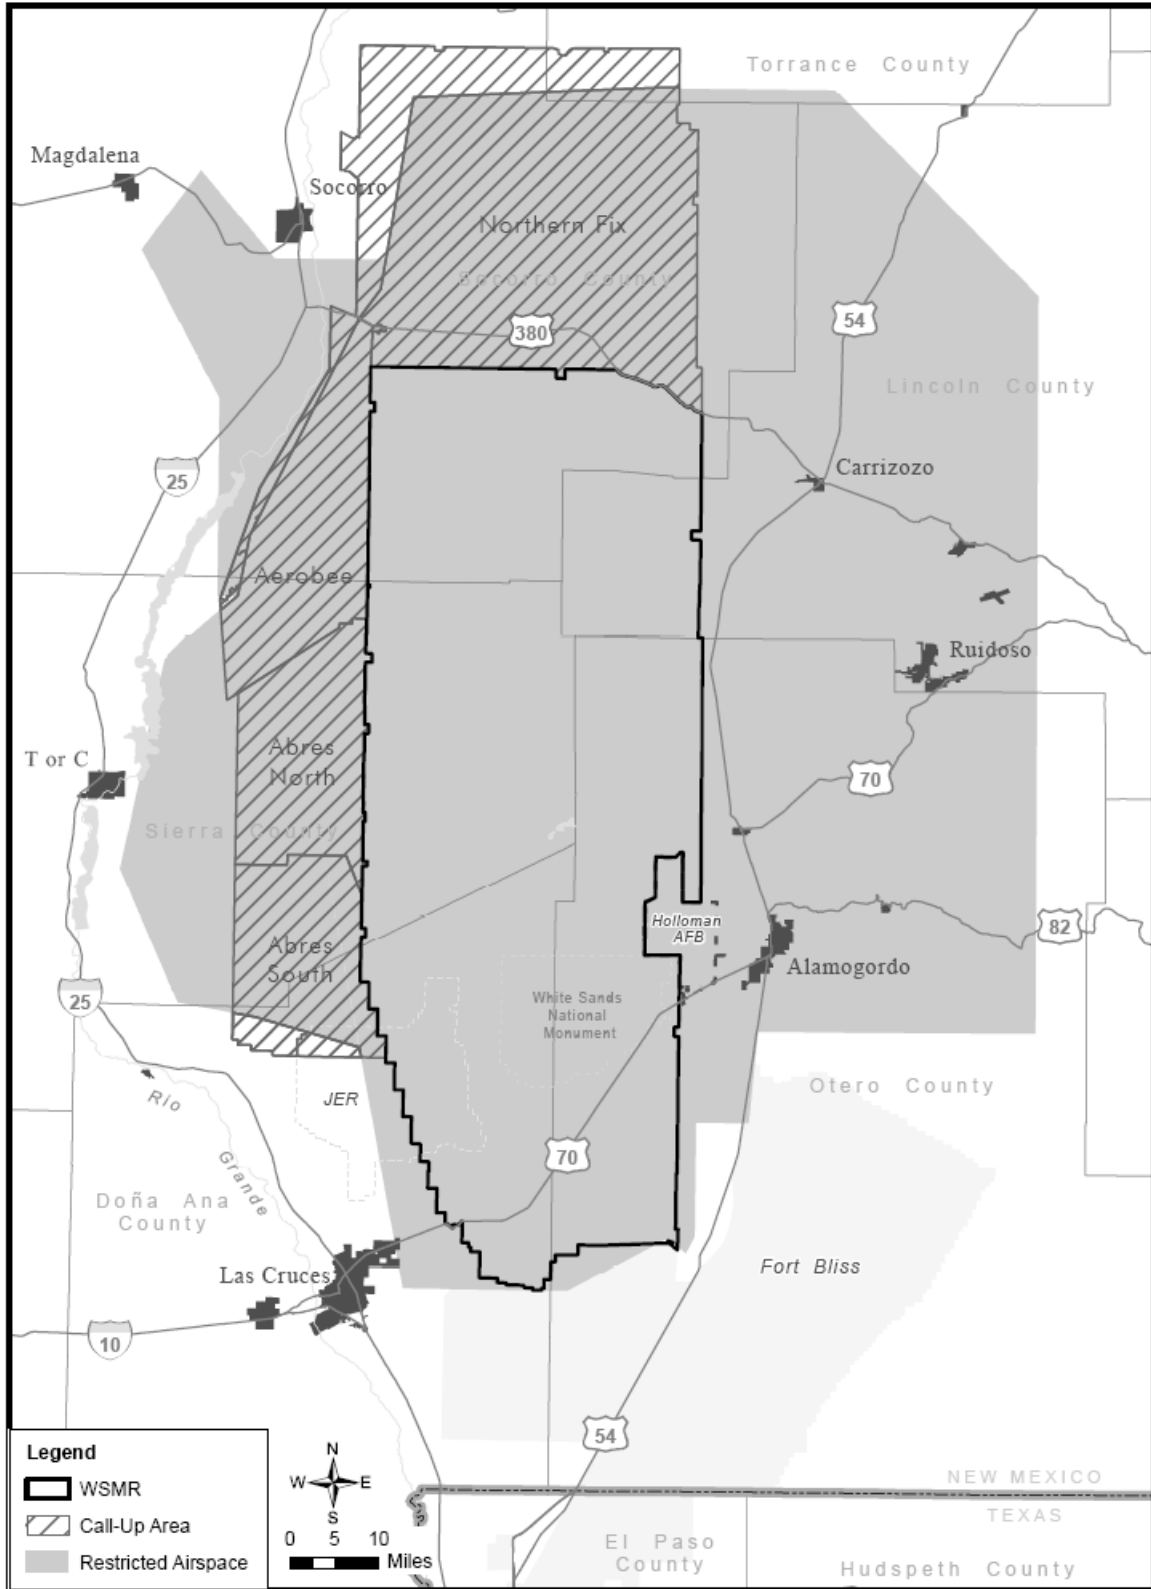 Torrance County
Magdalena
Socorro
Northern Fix
Socorro County
380
54
Lincoln County
25
Carrizozo
Aerobee
Ruidoso
Abres
North
T or C
70
Sierra County
Holloman
AFB
82
Abres
South
Alamogordo
25
White Sands
National
Monument
Otero County
JER
Rio
Grande
70
Doña Ana
County
Fort Bliss
Las Cruces
10
54
Legend
WSMR
Call-Up Area
Restricted Airspace
N
W E
S
0 5 10
Miles
NEW MEXICO
TEXAS
El Paso
County
Hudspeth County